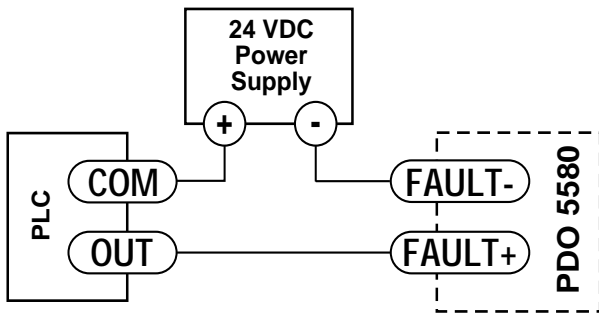 24 VDC
Power
Supply
+ -
PLC
COM
OUT
FAULT-
FAULT+
PDO 5580